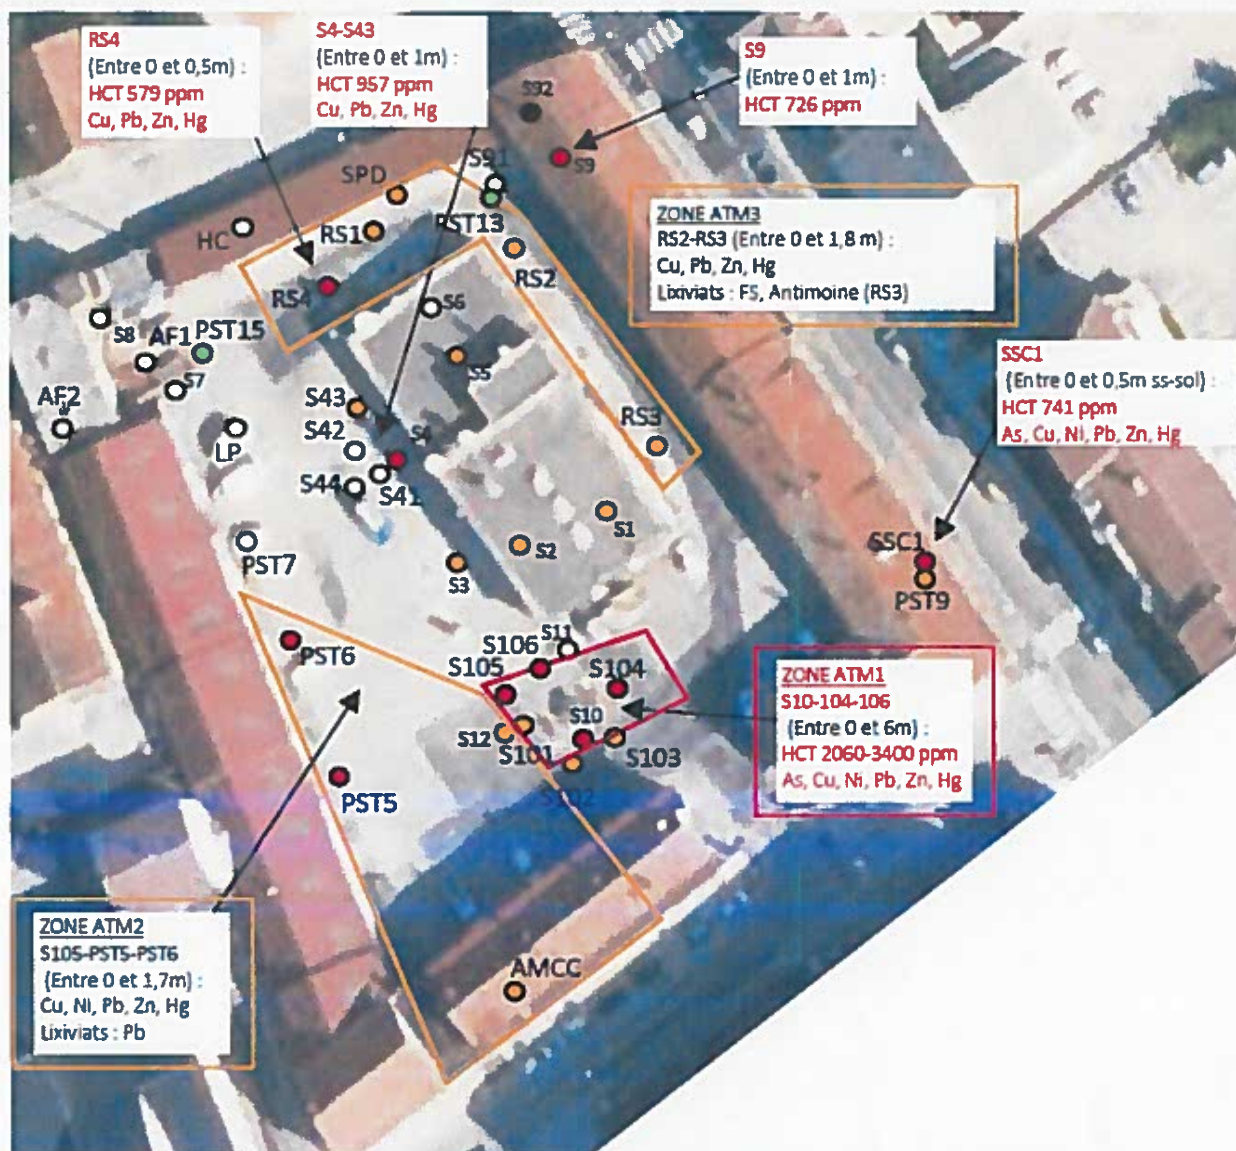 RS4
(Entre 0 et 0,5m) :
HCT 579 ppm
Cu, Pb, Zn, Hg
S4-S43
(Entre 0 et 1m) :
HCT 957 ppm
Cu, Pb, Zn, Hg
S9
(Entre 0 et 1m) :
HCT 726 ppm
S92
S9
S91
SPD
PST13
HC
RS1
RS2
ZONE ATM3
RS2-RS3 (Entre 0 et 1,8 m) :
Cu, Pb, Zn, Hg
Lixiviats : FS, Antimoine (RS3)
RS4
S6
S8
AF1
PST15
S5
S7
AF2
SSC1
(Entre 0 et 0,5m ss-sol) :
HCT 741 ppm
As, Cu, Ni, Pb, Zn, Hg
S43
RS3
S42
S4
LP
S44
S41
S1
S2
SSC1
PST7
S3
PST9
S11
S106
PST6
S105
S104
ZONE ATM1
S10-104-106
(Entre 0 et 6m) :
HCT 2060-3400 ppm
As, Cu, Ni, Pb, Zn, Hg
S12
S10
S101
S103
S102
PST5
ZONE ATM2
S105-PST5-PST6
(Entre 0 et 1,7m) :
Cu, Ni, Pb, Zn, Hg
Lixiviats : Pb
AMCC